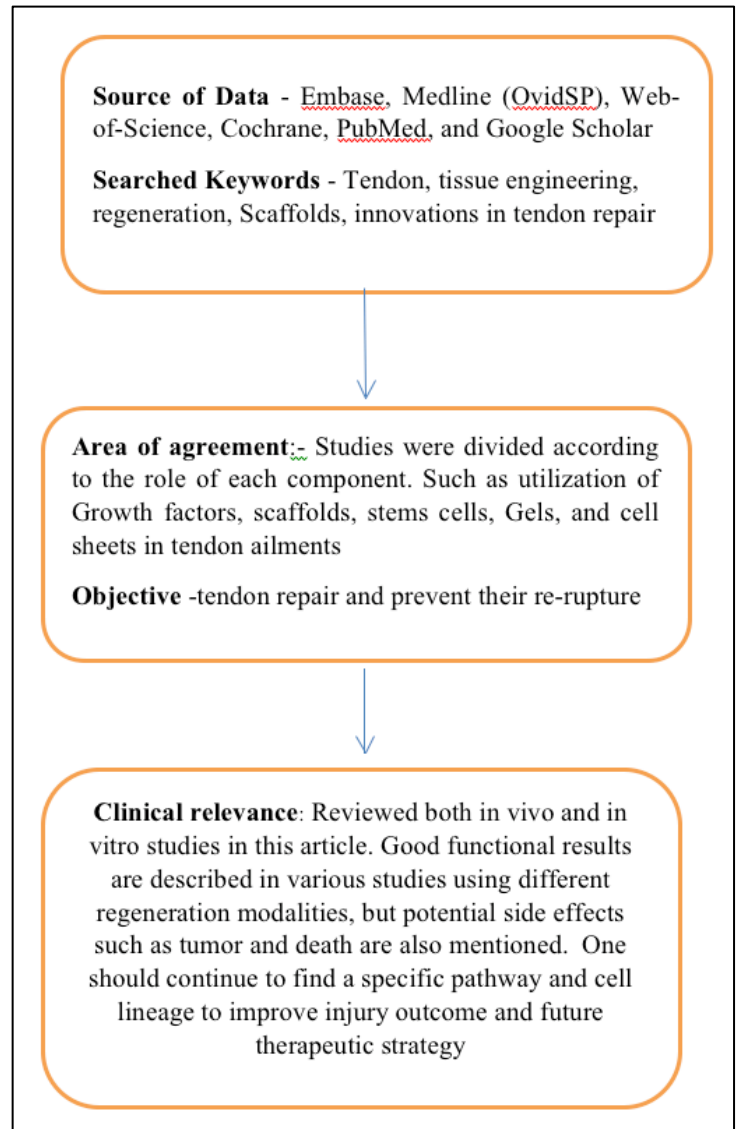 Source of Data - Embase, Medline (OvidSP), Web-
of-Science, Cochrane, PubMed, and Google Scholar
Searched Keywords - Tendon, tissue engineering,
regeneration, Scaffolds, innovations in tendon repair
Area of agreement:- Studies were divided according
to the role of each component. Such as utilization of
Growth factors, scaffolds, stems cells, Gels, and cell
sheets in tendon ailments
Objective -tendon repair and prevent their re-rupture
Clinical relevance: Reviewed both in vivo and in
vitro studies in this article. Good functional results
are described in various studies using different
regeneration modalities, but potential side effects
such as tumor and death are also mentioned.  One
should continue to find a specific pathway and cell
lineage to improve injury outcome and future
therapeutic strategy